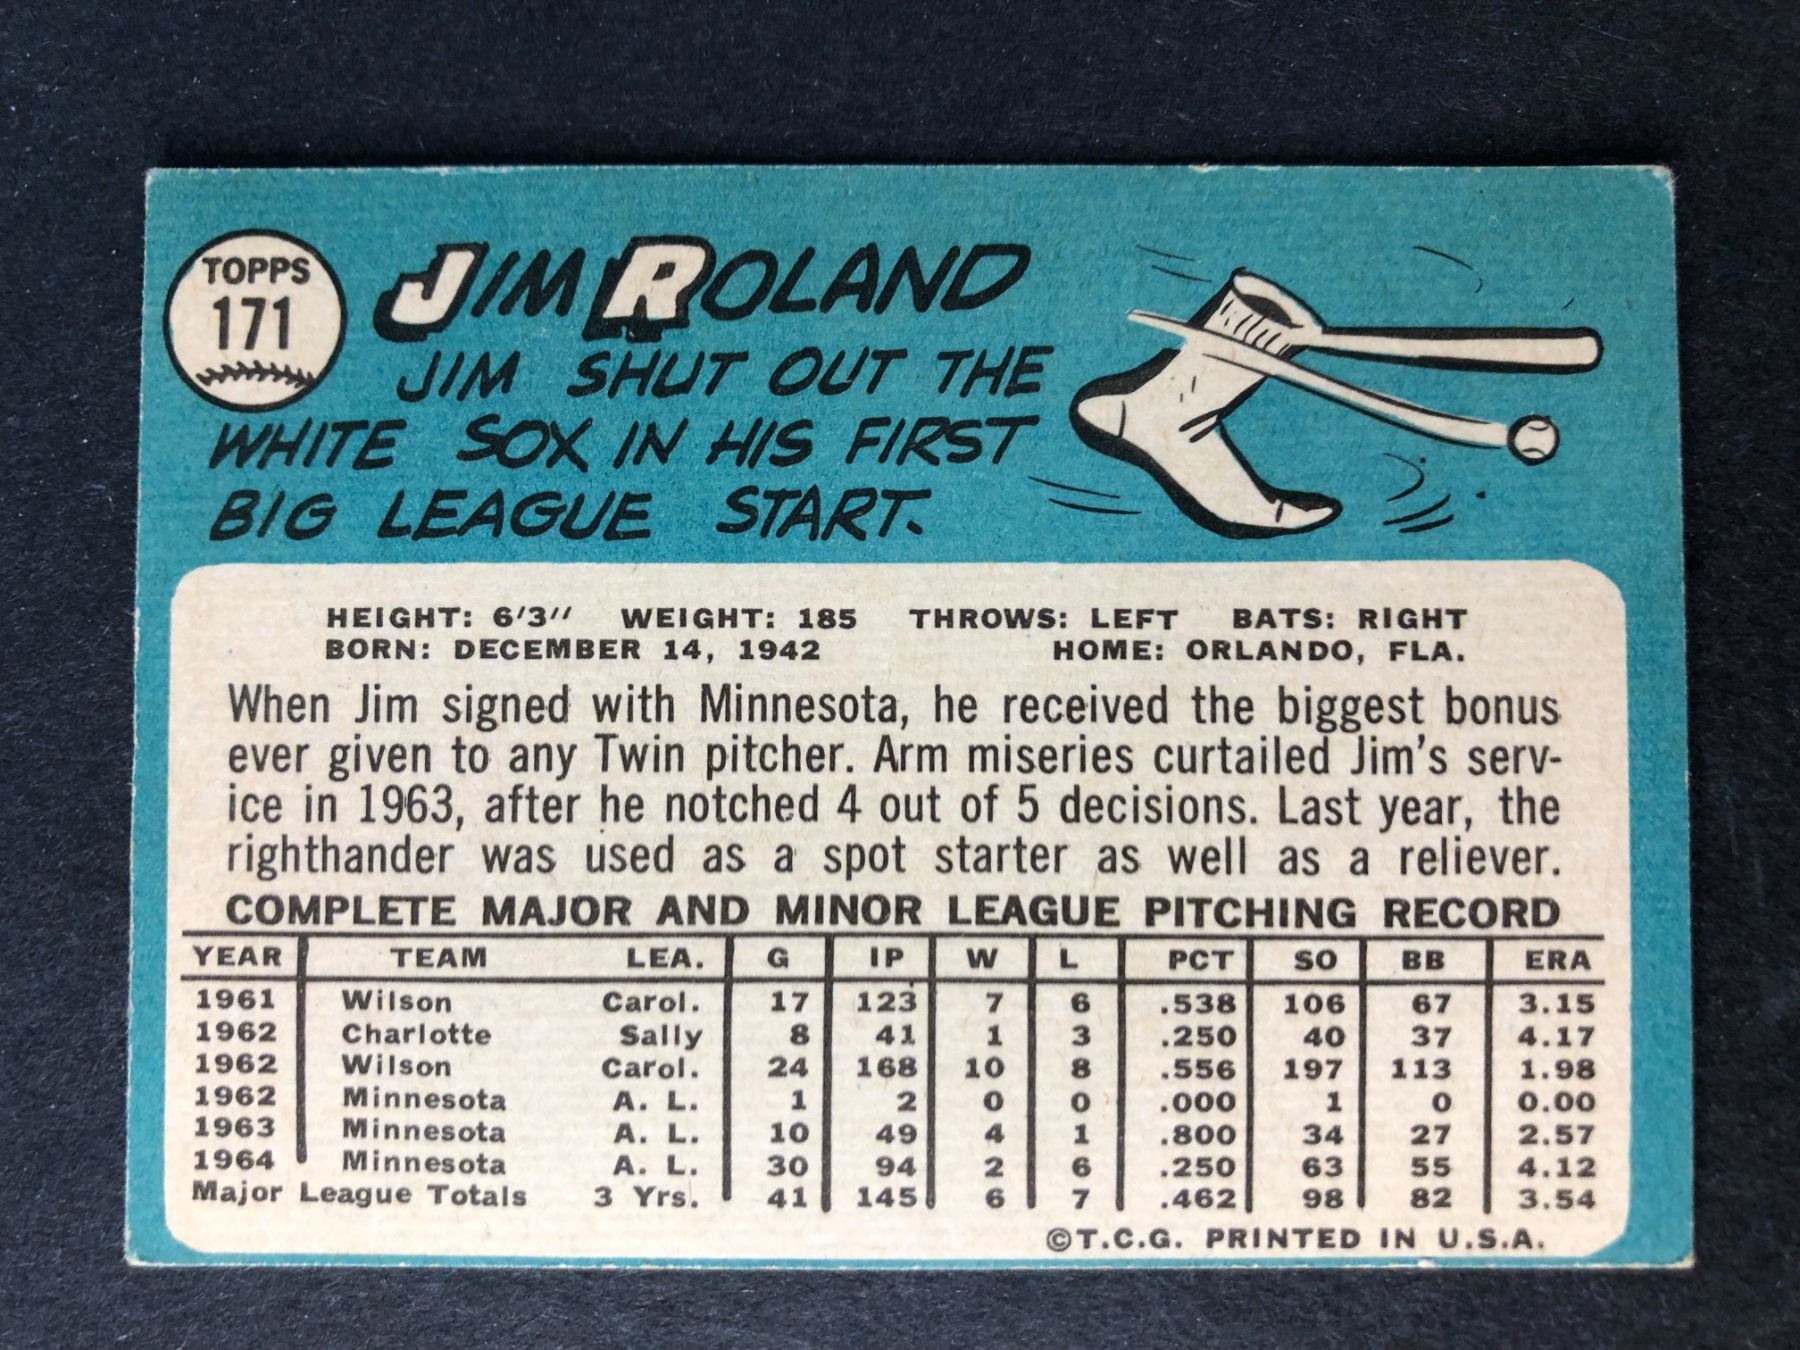 TOPPS
171
JIM ROLAND
JIM SHUT OUT THE
WHITE SOX IN HIS FIRST
BIG LEAGUE START.
HEIGHT: 6'3" WEIGHT: 185 THROWS: LEFT BATS: RIGHT
BORN: DECEMBER 14, 1942 HOME: ORLANDO, FLA.
When Jim signed with Minnesota, he received the biggest bonus
ever given to any Twin pitcher. Arm miseries curtailed Jim's serv-
ice in 1963, after he notched 4 out of 5 decisions. Last year, the
righthander was used as a spot starter as well as a reliever.
COMPLETE MAJOR AND MINOR LEAGUE PITCHING RECORD
YEAR TEAM LEA. G IP W L PCT SO BB ERA
1961 Wilson Carol. 17 123 7 6 .538 106 67 3.15
1962 Charlotte Sally 8 41 1 3 .250 40 37 4.17
1962 Wilson Carol. 24 168 10 8 .556 197 113 1.98
1962 Minnesota A. L. 1 2 0 0 .000 1 0 0.00
1963 Minnesota A. L. 10 49 4 1 .800 34 27 2.57
1964 Minnesota A. L. 30 94 2 6 .250 63 55 4.12
Major League Totals 3 Yrs. 41 145 6 7 .462 98 82 3.54
©T.C.G. PRINTED IN U.S.A.